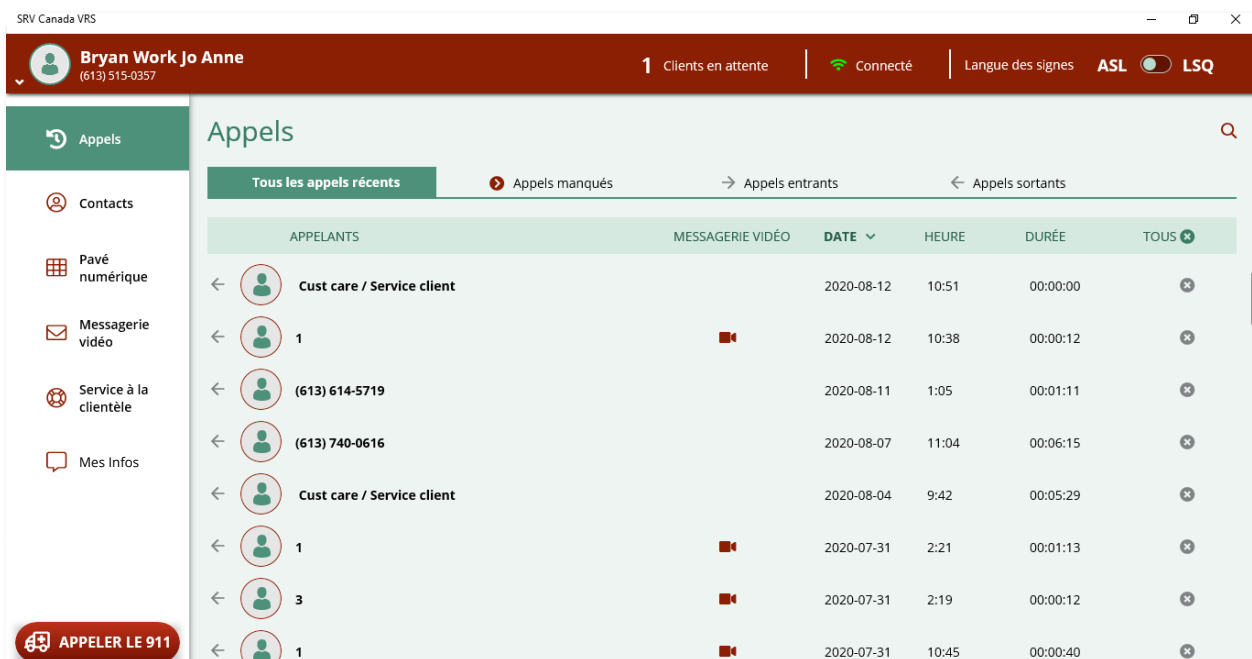 SRV Canada VRS
Bryan Work Jo Anne
(613) 515-0357
1 Clients en attente
Connecté
Langue des signes ASL LSQ
Appels
Contacts
Pavé
numérique
Messagerie
vidéo
Service à la
clientèle
Mes Infos
APPELER LE 911
Appels
Tous les appels récents Appels manqués Appels entrants Appels sortants
APPELANTS MESSAGERIE VIDÉO DATE HEURE DURÉE TOUS
Cust care / Service client 2020-08-12 10:51 00:00:00
1 2020-08-12 10:38 00:00:12
(613) 614-5719 2020-08-11 1:05 00:01:11
(613) 740-0616 2020-08-07 11:04 00:06:15
Cust care / Service client 2020-08-04 9:42 00:05:29
1 2020-07-31 2:21 00:01:13
3 2020-07-31 2:19 00:00:12
1 2020-07-31 10:45 00:00:40